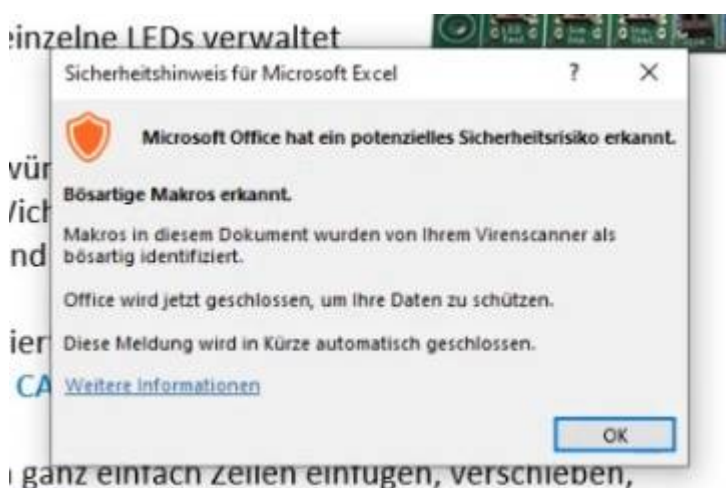 einzelne LEDs verwaltet
Sicherheitshinweis für Microsoft Excel ? ✕
Microsoft Office hat ein potenzielles Sicherheitsrisiko erkannt.
Bösartige Makros erkannt.
Makros in diesem Dokument wurden von Ihrem Virenscanner als
bösartig identifiziert.
Office wird jetzt geschlossen, um Ihre Daten zu schützen.
Diese Meldung wird in Kürze automatisch geschlossen.
CA
Weitere Informationen
OK
ganz einfach Zeilen einfügen, verschieben,